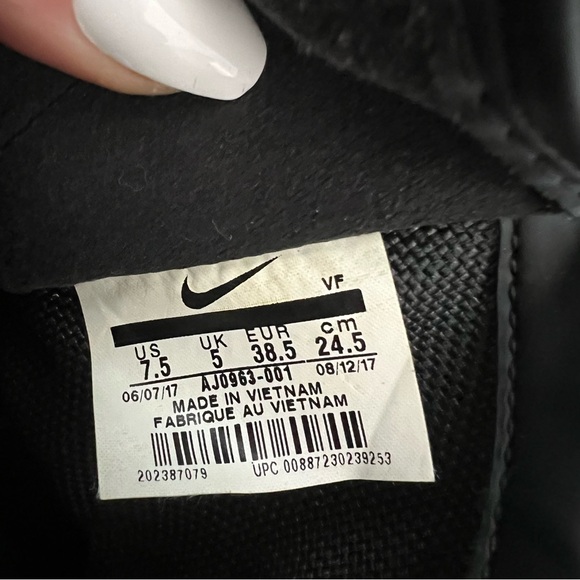 VF
US UK EUR cm
7.5 5 38.5 24.5
06/07/17 AJ0963-001 08/12/17
MADE IN VIETNAM
FABRIQUE AU VIETNAM
202387079 UPC 00887230239253